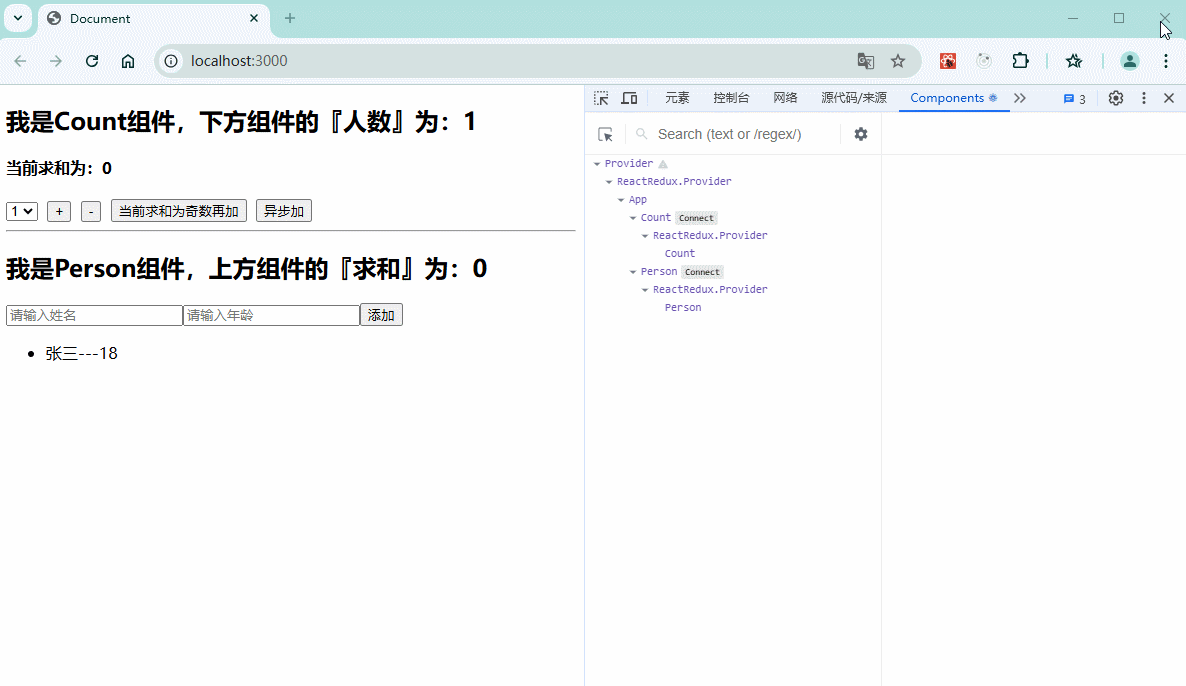 Document
localhost:3000
元素 控制台 网络 源代码/来源 Components 3
Search (text or /regex/)
我是Count组件，下方组件的『人数』为：1
当前求和为：0
1 + - 当前求和为奇数再加 异步加
我是Person组件，上方组件的『求和』为：0
请输入姓名 请输入年龄 添加
张三---18
Provider
ReactRedux.Provider
App
Count Connect
ReactRedux.Provider
Count
Person Connect
ReactRedux.Provider
Person